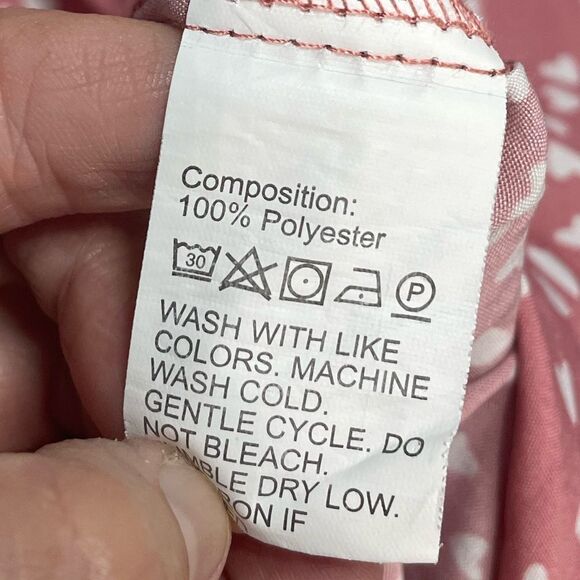 Composition:
100% Polyester
30 P
WASH WITH LIKE
COLORS. MACHINE
WASH COLD.
GENTLE CYCLE. DO
NOT BLEACH.
DRY LOW.
IF